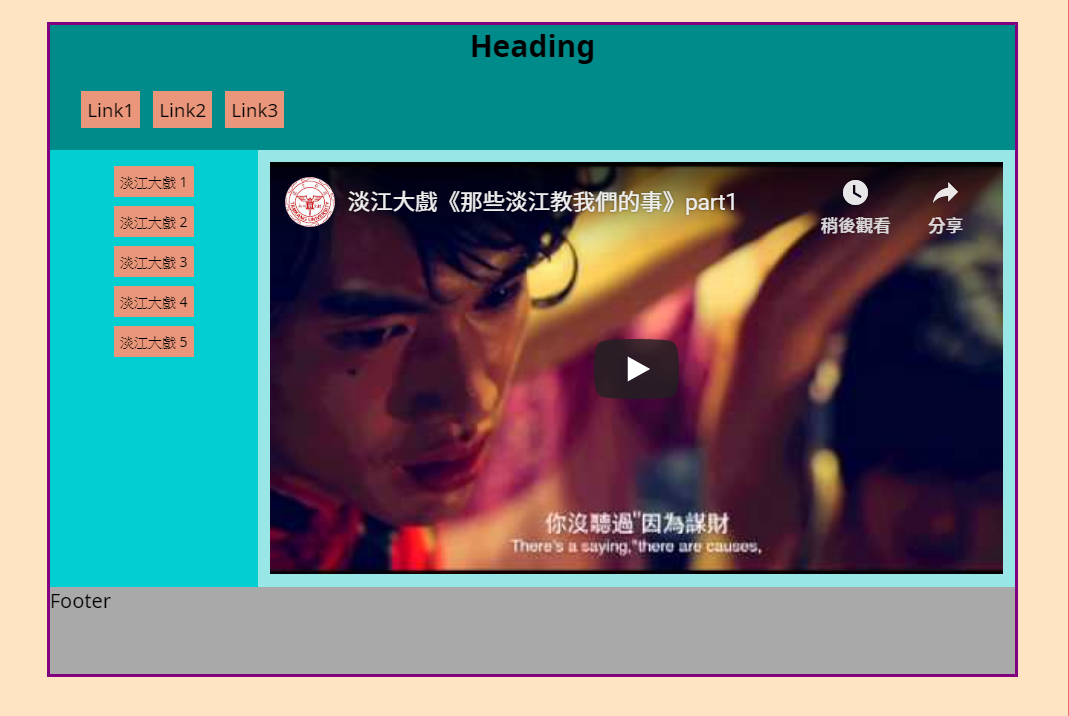 Heading
Link1 Link2 Link3
淡江大戲 1
淡江大戲 2
淡江大戲 3
淡江大戲 4
淡江大戲 5
淡江大戲《那些淡江教我們的事》part1
稍後觀看 分享
你沒聽過"因為謀財
There's a saying,"there are causes,
Footer